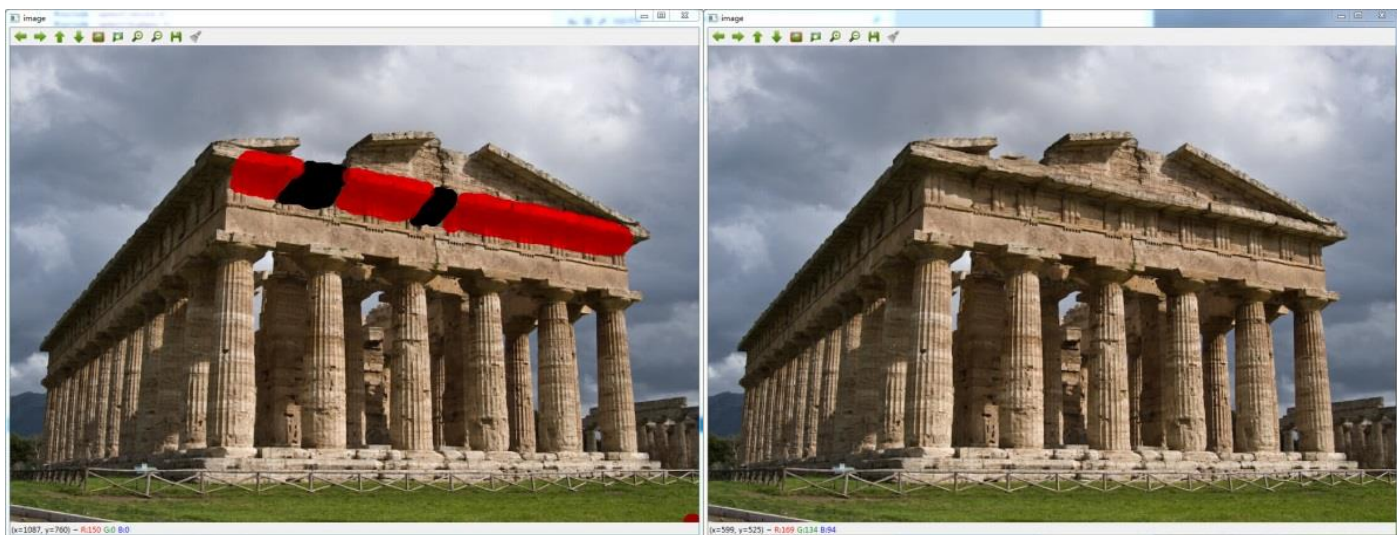 image
image
(x=1087, y=760) ~ R:150 G:0 B:0
(x=599, y=525) ~ R:169 G:134 B:94